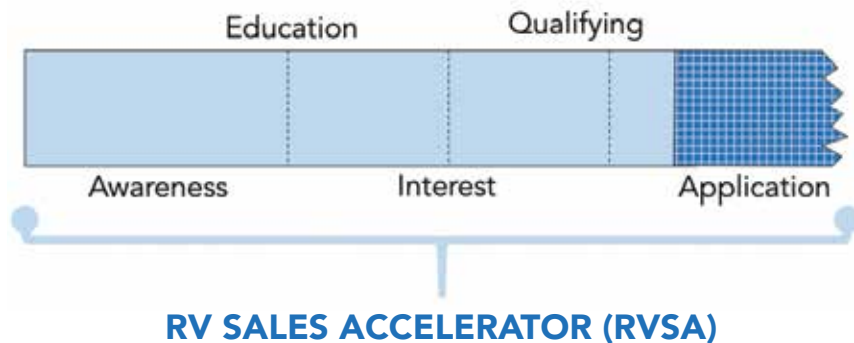 Education Qualifying
Awareness Interest Application
RV SALES ACCELERATOR (RVSA)